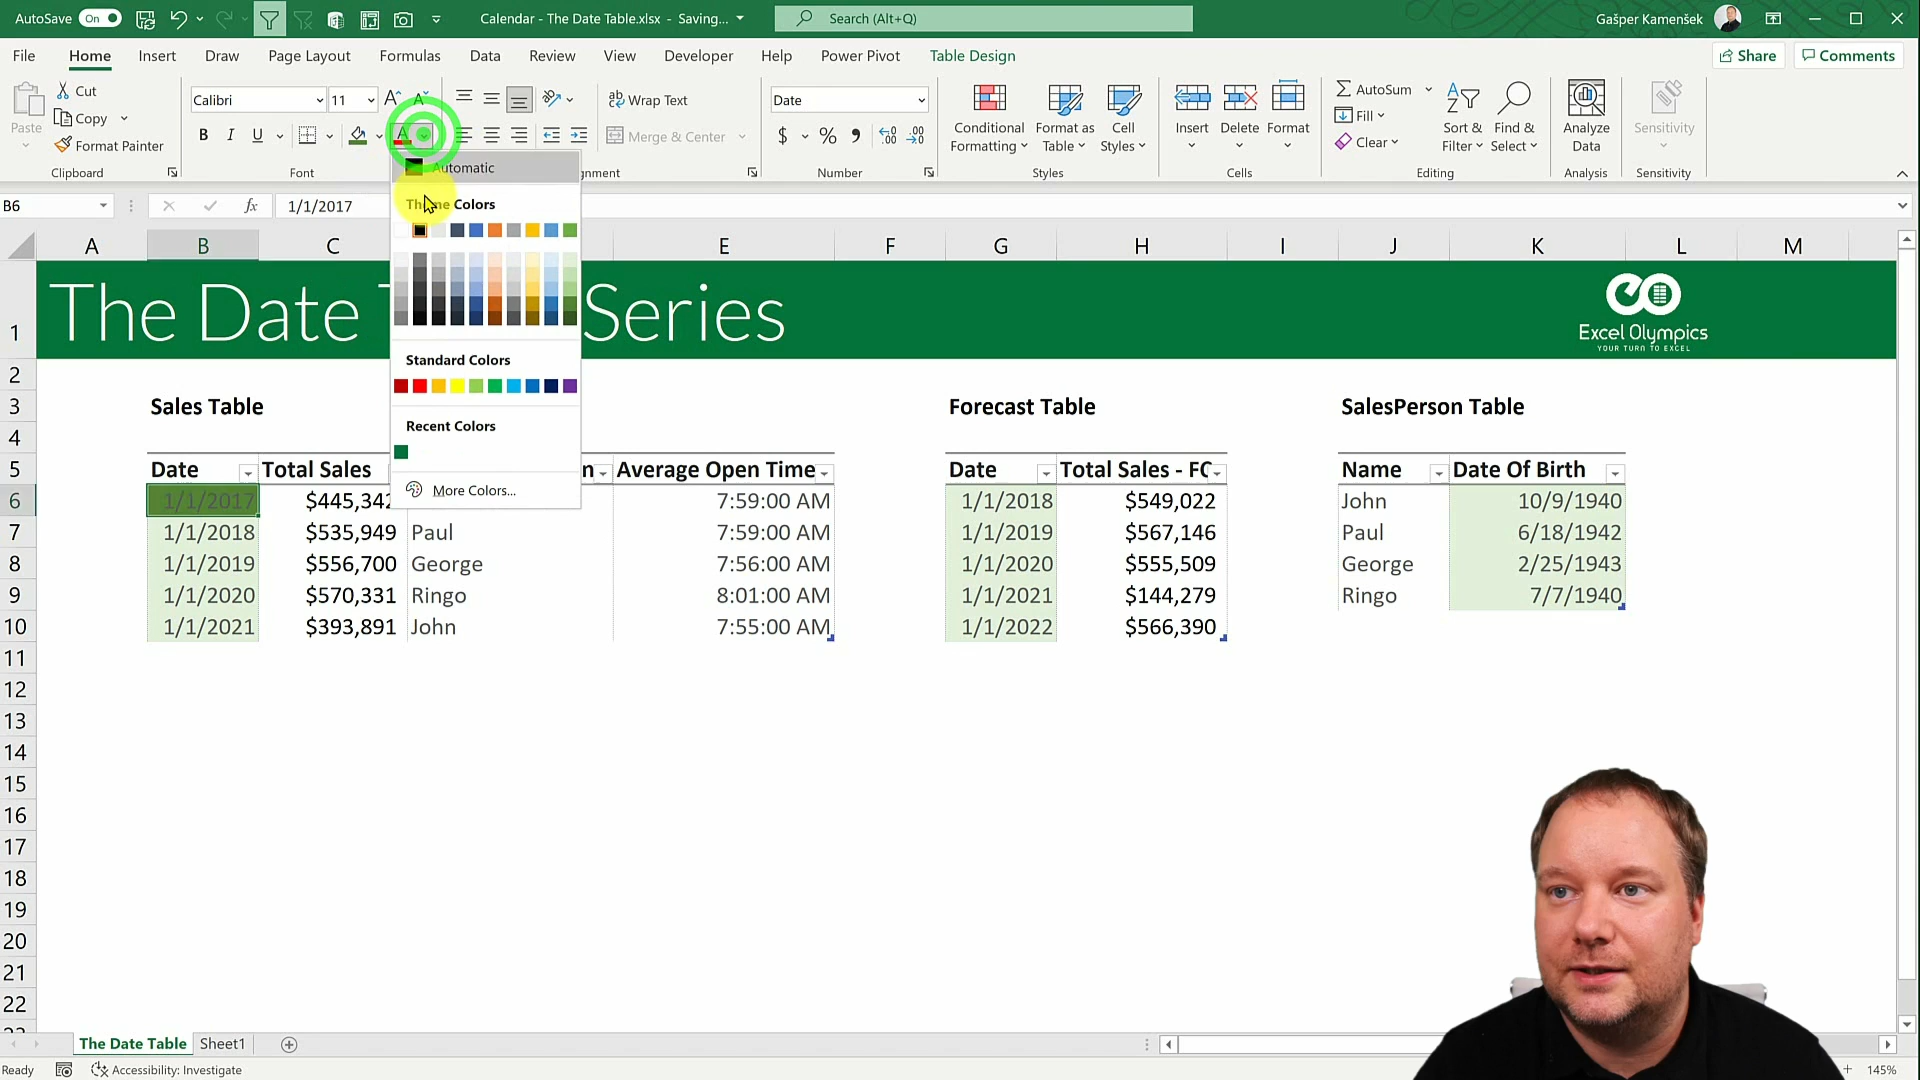 AutoSave On Calendar - The Date Table.xlsx - Saving... Search (Alt+Q) Gašper Kamenšek
File Home Insert Draw Page Layout Formulas Data Review View Developer Help Power Pivot Table Design Share Comments
Paste Cut Copy Format Painter
Calibri 11
B I U
Wrap Text
Merge & Center
Date
$ % 9
Conditional Formatting
Format as Table
Cell Styles
Insert Delete Format
AutoSum
Fill
Clear
Sort & Filter
Find & Select
Analyze Data
Sensitivity
Clipboard Font Number Styles Cells Editing Analysis Sensitivity
B6 fx 1/1/2017
Automatic
Colors
Standard Colors
Recent Colors
More Colors...
A B C E F G H I J K L M
1 The Date Series
Excel Olympics
YOUR TURN TO EXCEL
2
3 Sales Table Forecast Table SalesPerson Table
4
5 Date Total Sales Average Open Time Date Total Sales - FC Name Date Of Birth
6 1/1/2017 $445,342 7:59:00 AM 1/1/2018 $549,022 John 10/9/1940
7 1/1/2018 $535,949 Paul 7:59:00 AM 1/1/2019 $567,146 Paul 6/18/1942
8 1/1/2019 $556,700 George 7:56:00 AM 1/1/2020 $555,509 George 2/25/1943
9 1/1/2020 $570,331 Ringo 8:01:00 AM 1/1/2021 $144,279 Ringo 7/7/1940
10 1/1/2021 $393,891 John 7:55:00 AM 1/1/2022 $566,390
11
12
13
14
15
16
17
18
19
20
21
22
The Date Table Sheet1
Ready Accessibility: Investigate 145%